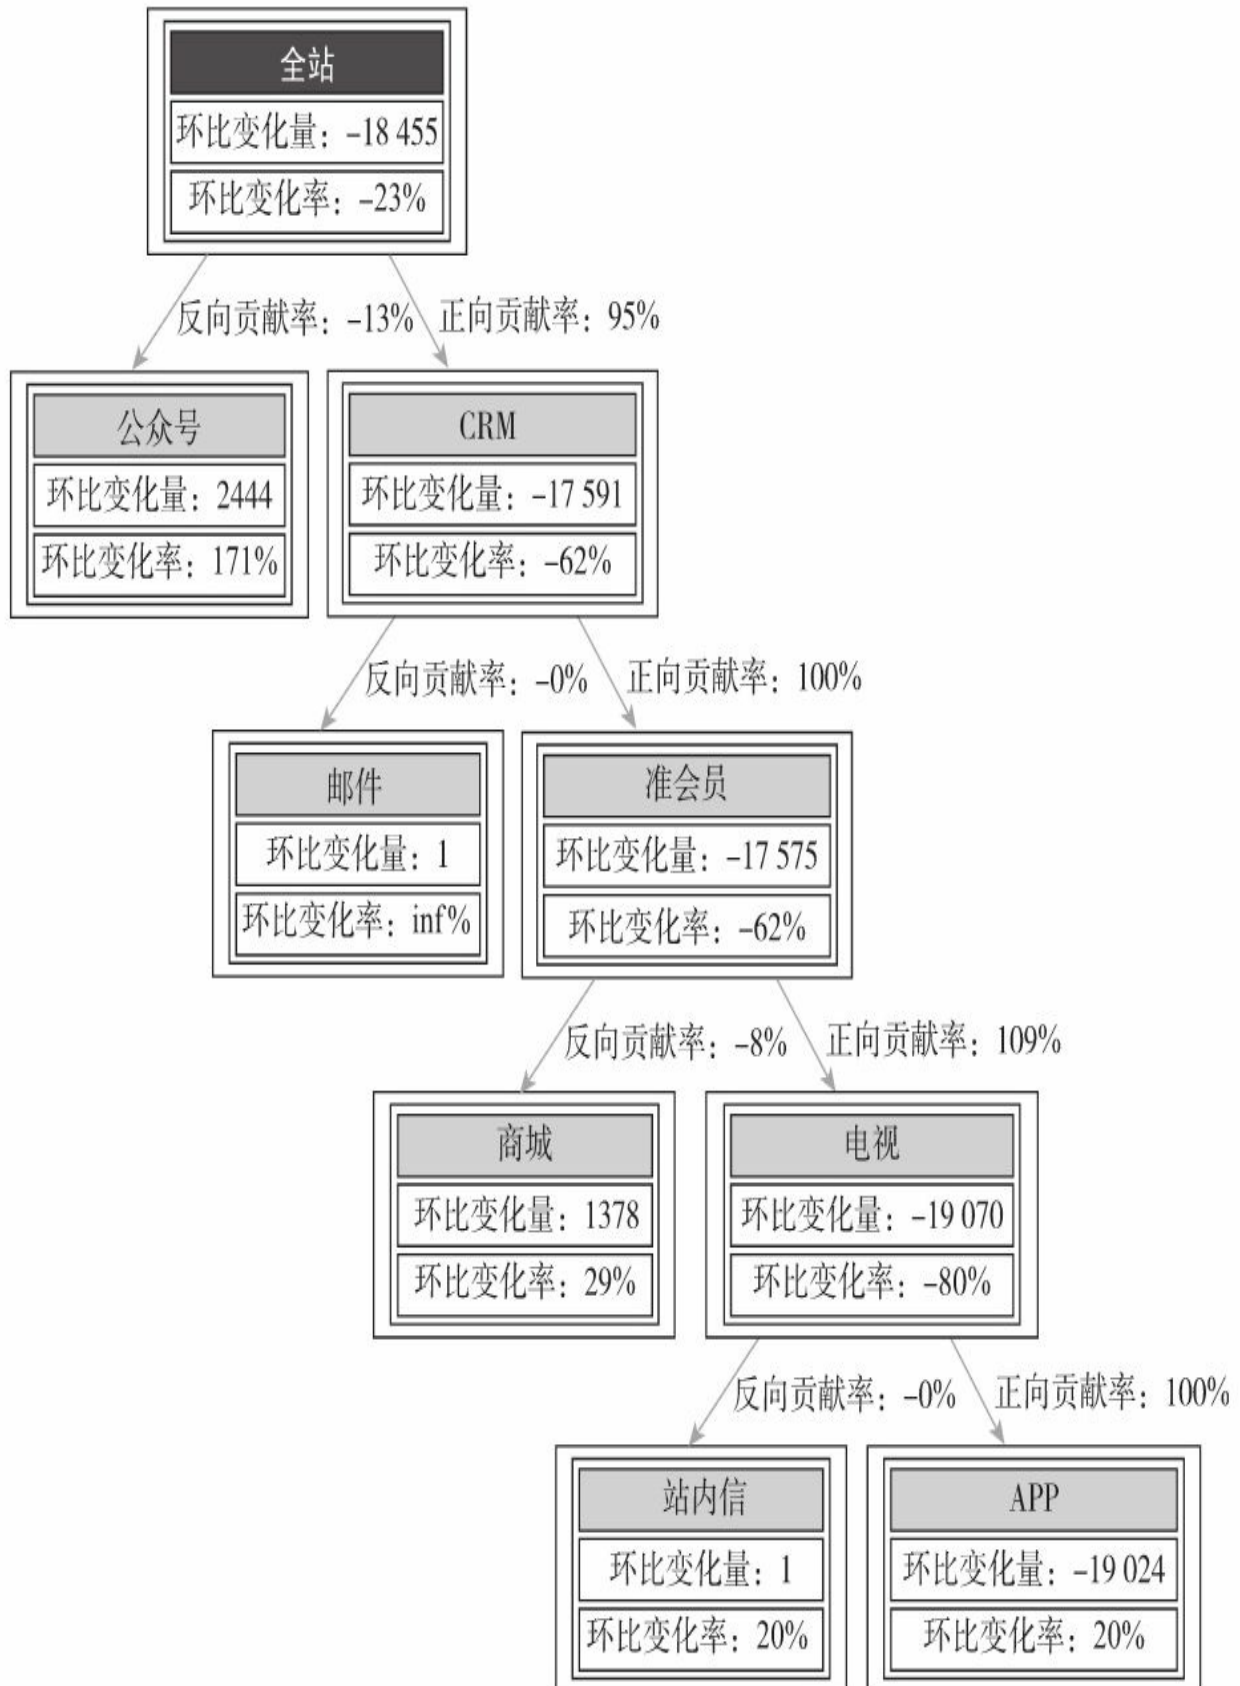 全站
环比变化量：-18 455
环比变化率：-23%
反向贡献率：-13%
正向贡献率：95%
公众号
环比变化量：2444
环比变化率：171%
CRM
环比变化量：-17 591
环比变化率：-62%
反向贡献率：-0%
正向贡献率：100%
邮件
环比变化量：1
环比变化率：inf%
准会员
环比变化量：-17 575
环比变化率：-62%
反向贡献率：-8%
正向贡献率：109%
商城
环比变化量：1378
环比变化率：29%
电视
环比变化量：-19 070
环比变化率：-80%
反向贡献率：-0%
正向贡献率：100%
站内信
环比变化量：1
环比变化率：20%
APP
环比变化量：-19 024
环比变化率：20%